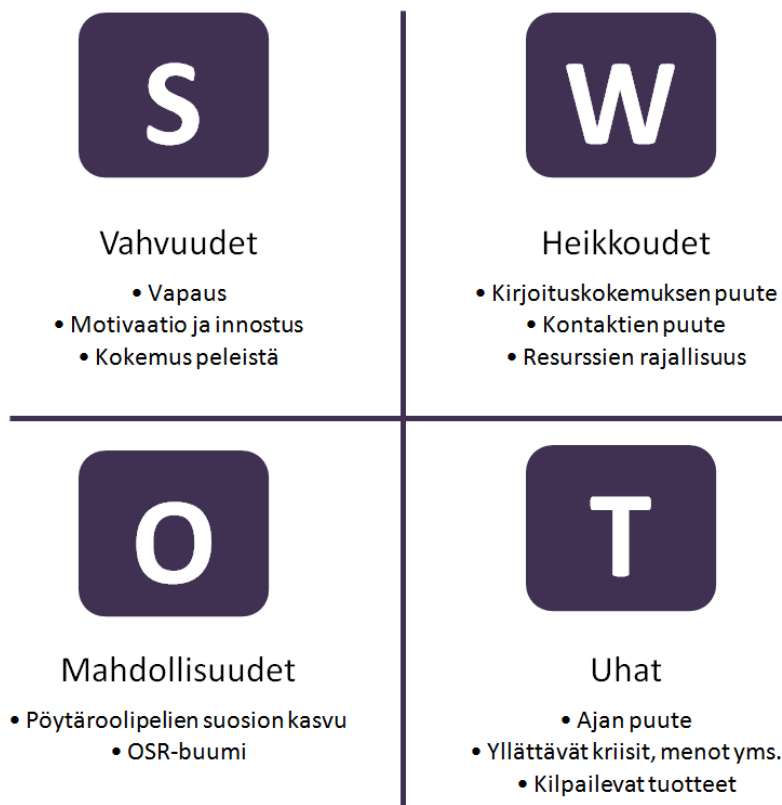 S
Vahvuudet
• Vapaus
• Motivaatio ja innostus
• Kokemus peleistä
W
Heikkoudet
• Kirjoituskokemuksen puute
• Kontaktien puute
• Resurssien rajallisuus
O
Mahdollisuudet
• Pöytäroolipelien suosion kasvu
• OSR-buumi
T
Uhat
• Ajan puute
• Yllättävät kriisit, menot yms.
• Kilpailevat tuotteet